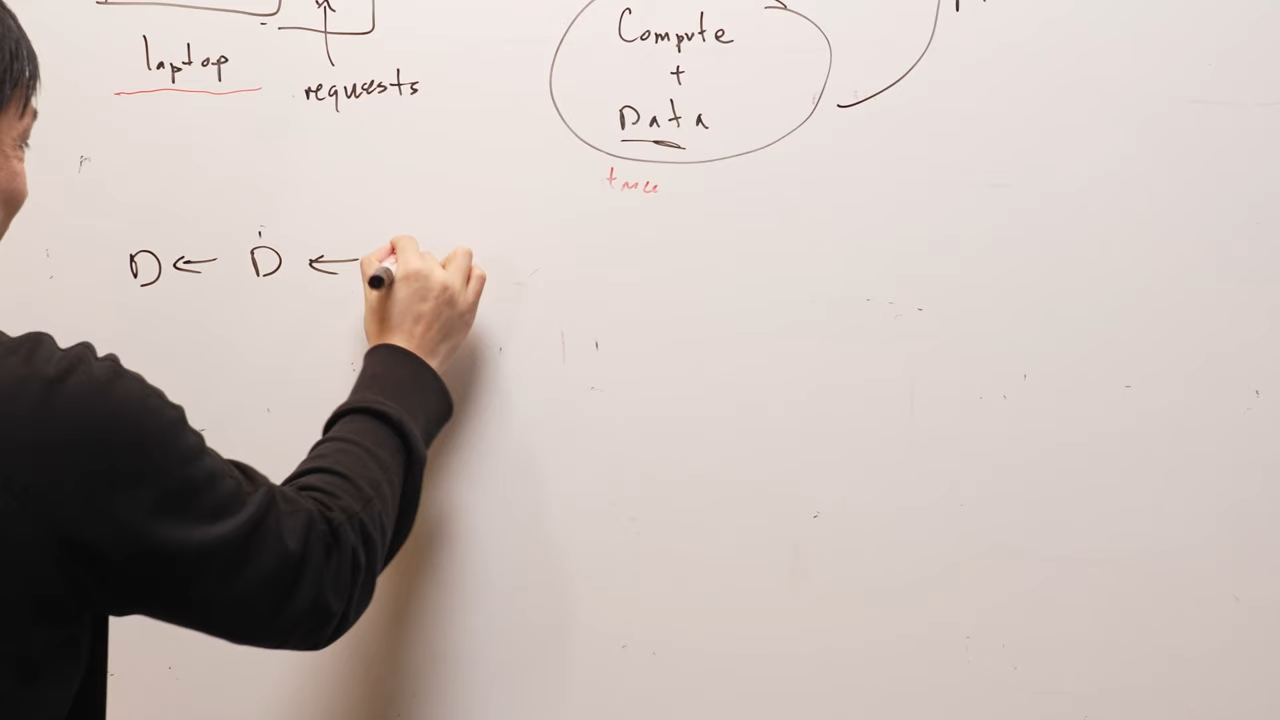 Compute
+
Data
laptop
requests
D ← D ←